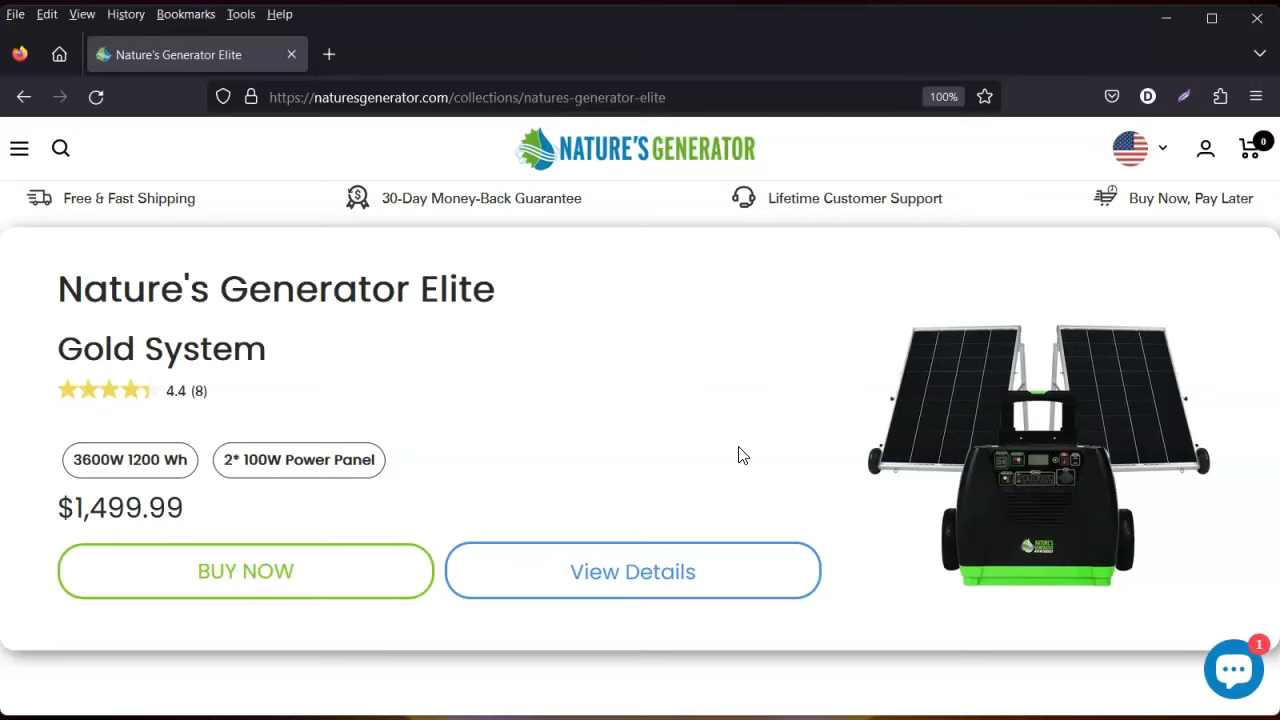 File Edit View History Bookmarks Tools Help
Nature's Generator Elite
https://naturesgenerator.com/collections/natures-generator-elite
100%
NATURE'S GENERATOR
0
Free & Fast Shipping
30-Day Money-Back Guarantee
Lifetime Customer Support
Buy Now, Pay Later
Nature's Generator Elite
Gold System
4.4 (8)
3600W 1200 Wh
2* 100W Power Panel
$1,499.99
BUY NOW
View Details
NATURE'S
GENERATOR
1